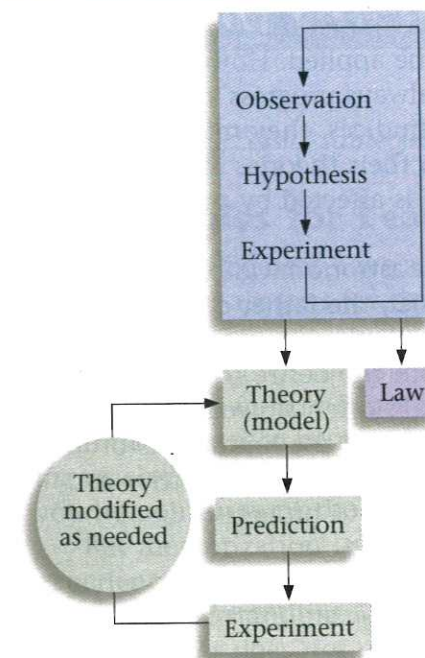 Observation
Hypothesis
Experiment
Theory
(model)
Law
Theory
modified
as needed
Prediction
Experiment